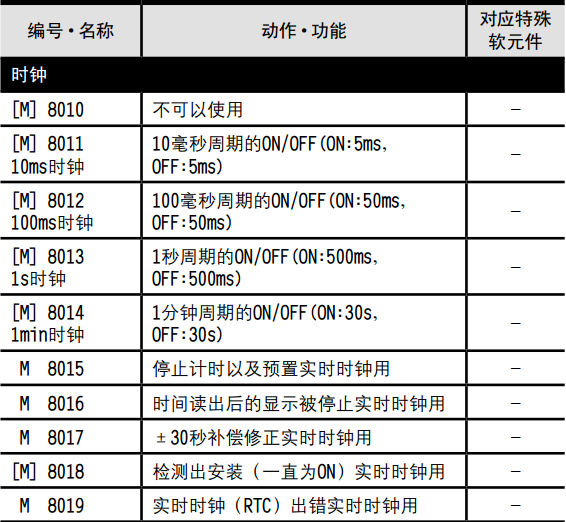 编号·名称 动作·功能 对应特殊
软元件
时钟
[M] 8010 不可以使用 －
[M] 8011 10毫秒周期的ON/OFF(ON:5ms,
10ms时钟 OFF:5ms) －
[M] 8012 100毫秒周期的ON/OFF(ON:50ms,
100ms时钟 OFF:50ms) －
[M] 8013 1秒周期的ON/OFF(ON:500ms,
1s时钟 OFF:500ms) －
[M] 8014 1分钟周期的ON/OFF(ON:30s,
1min时钟 OFF:30s) －
M 8015 停止计时以及预置实时时钟用 －
M 8016 时间读出后的显示被停止实时时钟用 －
M 8017 ±30秒补偿修正实时时钟用 －
[M] 8018 检测出安装（一直为ON）实时时钟用 －
M 8019 实时时钟（RTC）出错实时时钟用 －